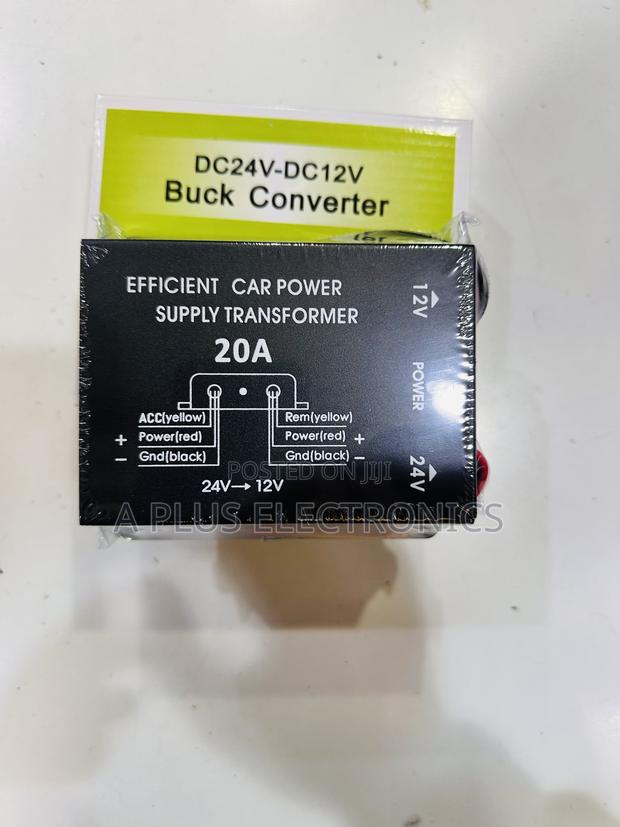 DC24V-DC12V
Buck Converter
EFFICIENT CAR POWER
SUPPLY TRANSFORMER
20A
ACC(yellow)
+ Power(red)
− Gnd(black)
Rem(yellow)
Power(red) +
Gnd(black) −
24V→12V
12V
POWER
24V
POSTED ON JIJI
A PLUS ELECTRONICS